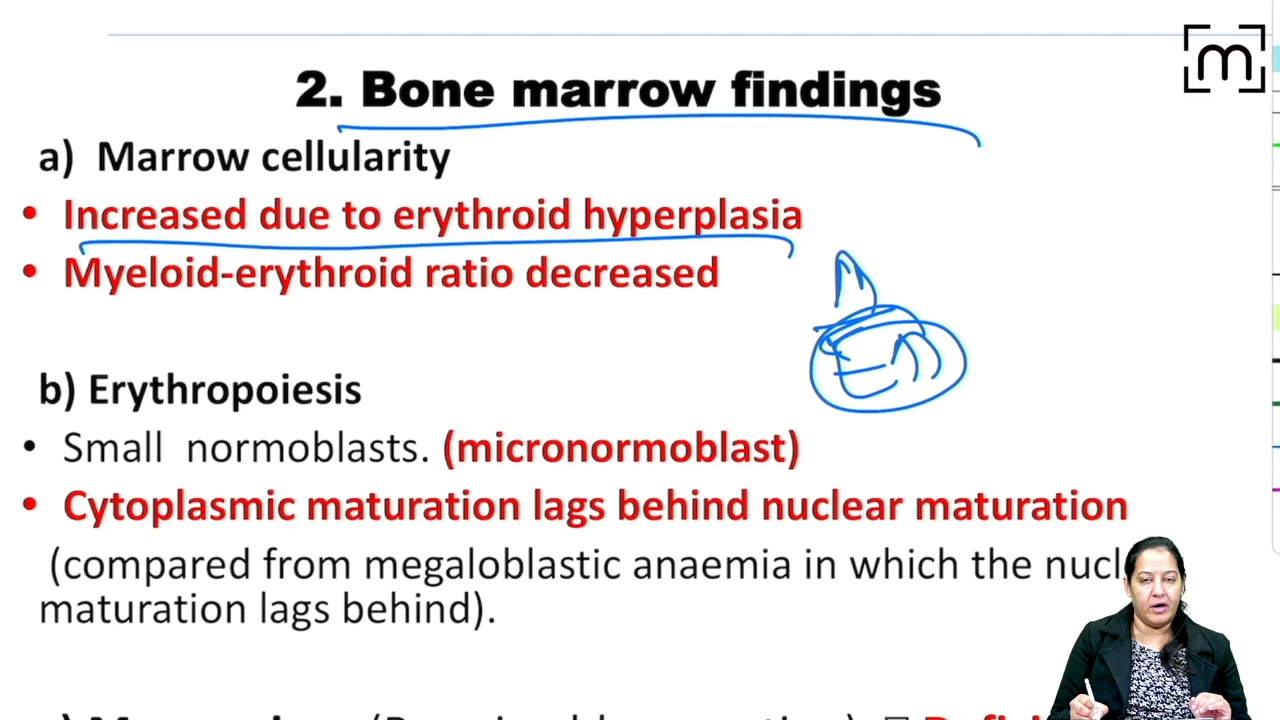 m
2. Bone marrow findings
a) Marrow cellularity
• Increased due to erythroid hyperplasia
• Myeloid-erythroid ratio decreased
M
E
b) Erythropoiesis
• Small normoblasts. (micronormoblast)
• Cytoplasmic maturation lags behind nuclear maturation
(compared from megaloblastic anaemia in which the
maturation lags behind).